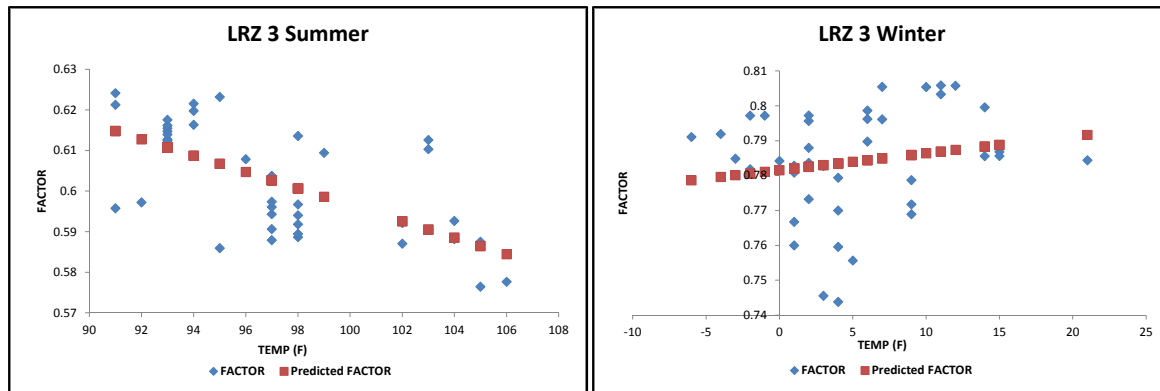 LRZ 3 Summer
0.63
0.62
0.61
0.6
0.59
0.58
0.57
FACTOR
90 92 94 96 98 100 102 104 106 108
TEMP (F)
FACTOR Predicted FACTOR
LRZ 3 Winter
0.81
0.8
0.79
0.78
0.77
0.76
0.75
0.74
FACTOR
-10 -5 0 5 10 15 20 25
TEMP (F)
FACTOR Predicted FACTOR